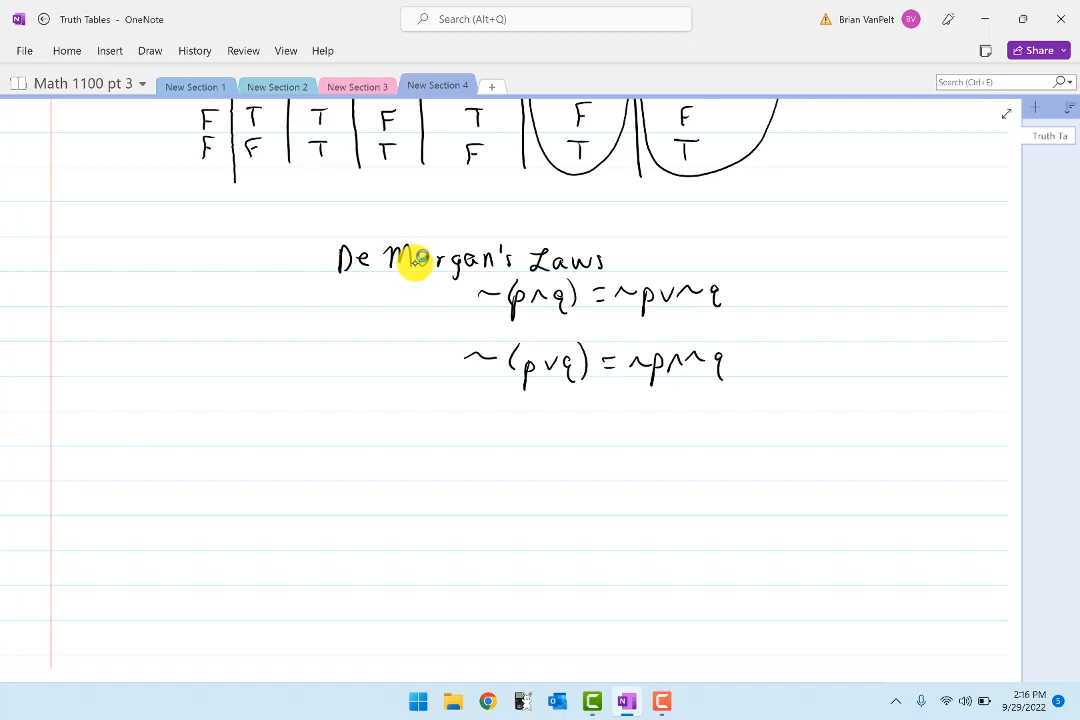 Truth Tables - OneNote
Search (Alt+Q)
Brian VanPelt
BV
File Home Insert Draw History Review View Help
Share
Math 1100 pt 3
New Section 1
New Section 2
New Section 3
New Section 4
+
Search (Ctrl+E)
Truth Ta
F T T F T F F
F F T T F T T
De Morgan's Laws
~(p∧q) = ~p∨~q
~(p∨q) = ~p∧~q
2:16 PM
9/29/2022
5